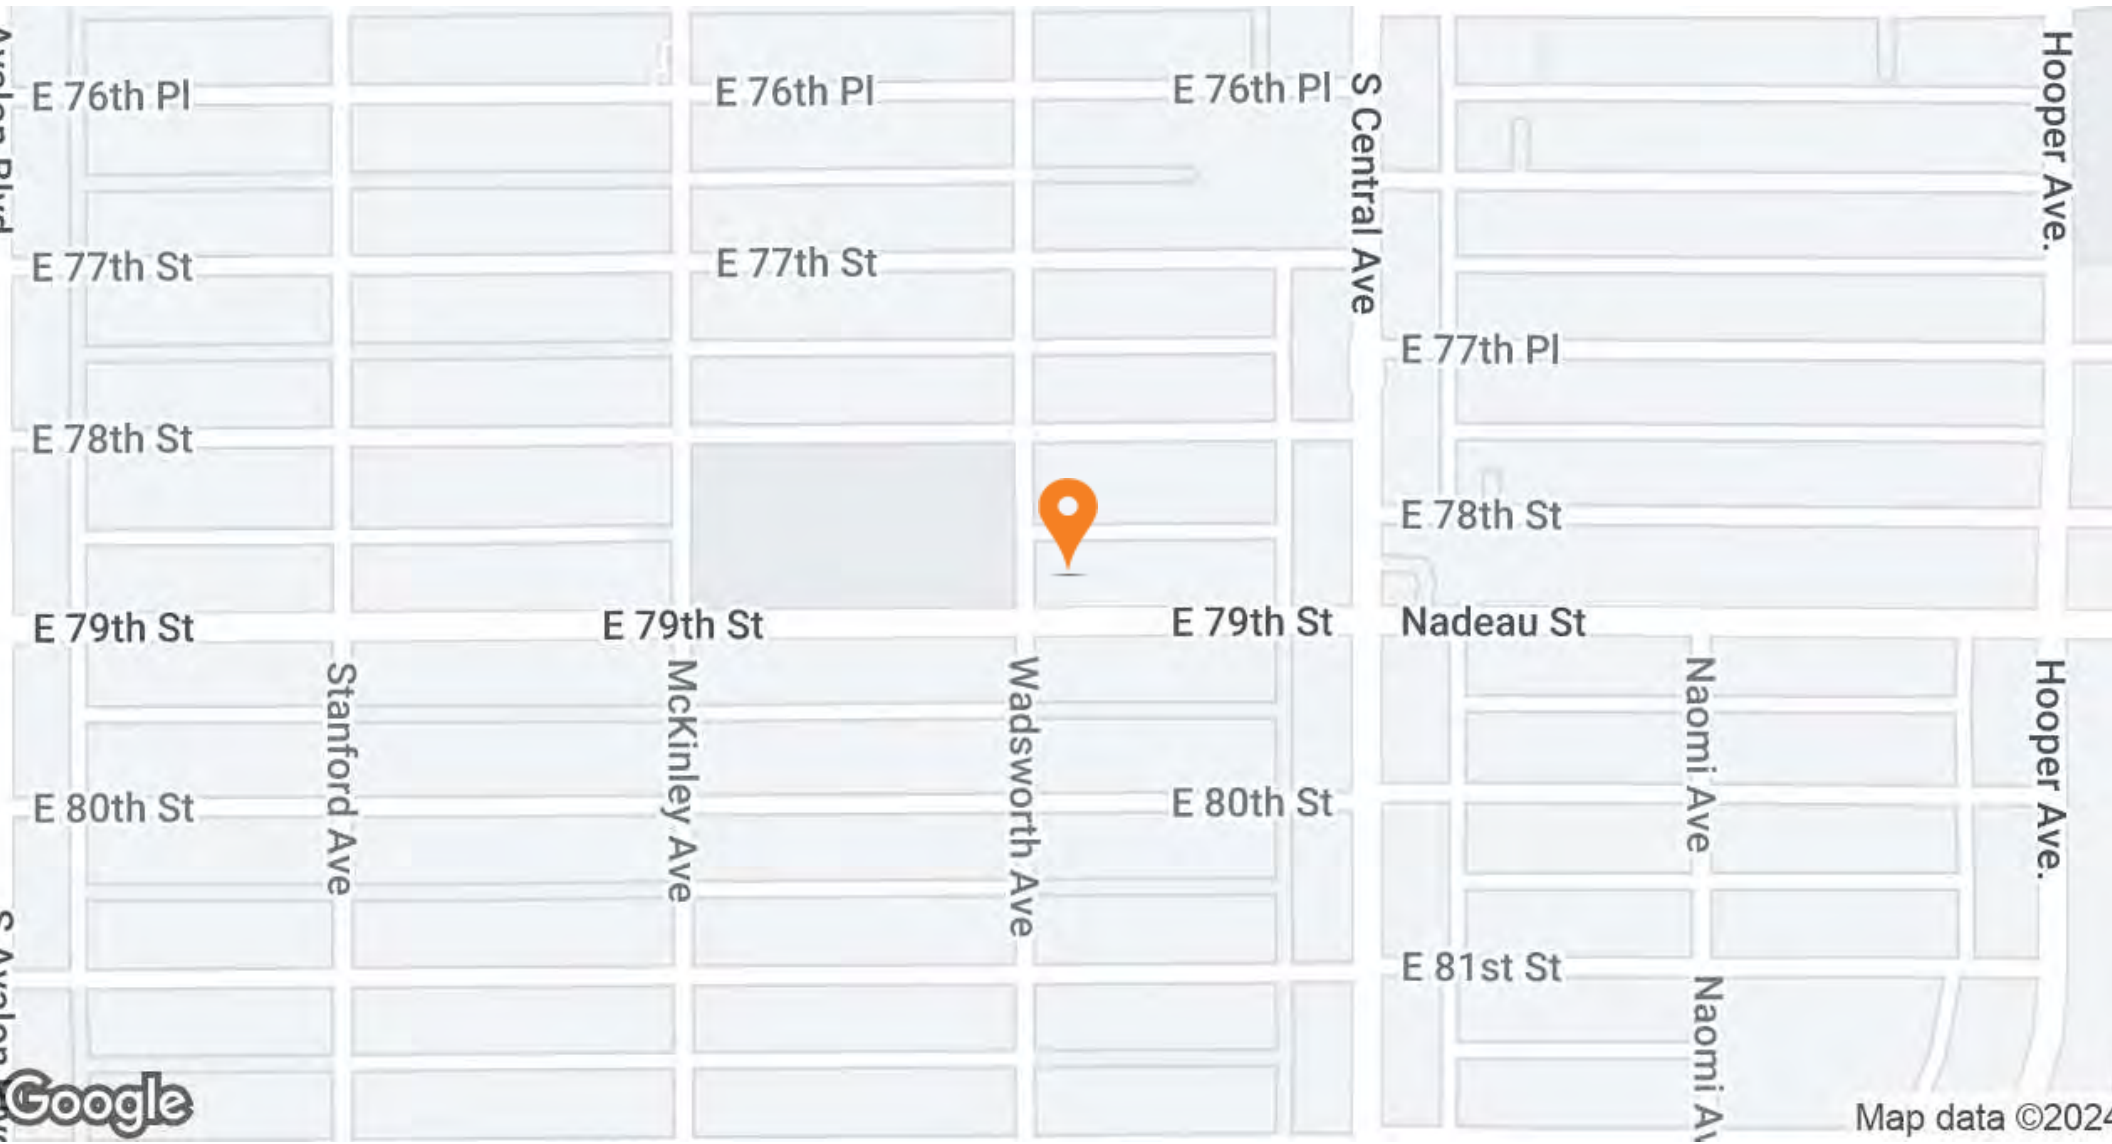 E 76th Pl
E 76th Pl
E 76th Pl
S Central Ave
Hooper Ave.
E 77th St
E 77th St
E 77th Pl
E 78th St
E 78th St
E 79th St
E 79th St
E 79th St
Nadeau St
Stanford Ave
McKinley Ave
Wadsworth Ave
Naomi Ave
Hooper Ave.
E 80th St
E 80th St
E 81st St
Naomi Av
Google
Map data ©2024